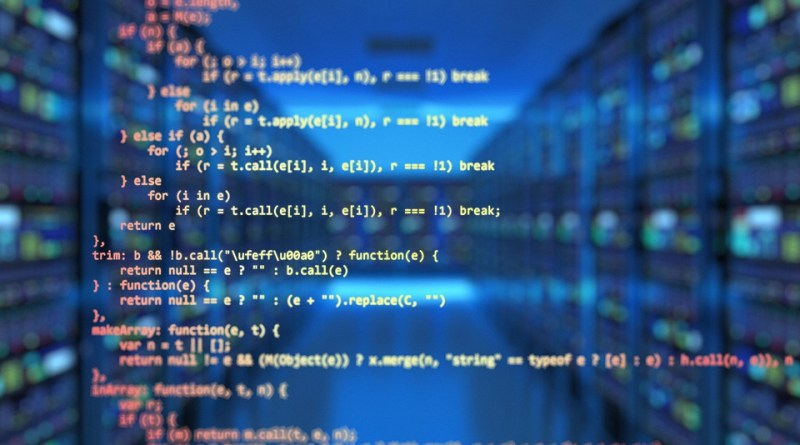 o = e.length,
a = M(e);
if (n) {
if (a) {
for (; o > i; i++)
if (r = t.apply(e[i], n), r === !1) break
} else
for (i in e)
if (r = t.apply(e[i], n), r === !1) break
} else if (a) {
for (; o > i; i++)
if (r = t.call(e[i], i, e[i]), r === !1) break
} else
for (i in e)
if (r = t.call(e[i], i, e[i]), r === !1) break;
return e
},
trim: b && !b.call("\ufeff\u00a0") ? function(e) {
return null == e ? "" : b.call(e)
} : function(e) {
return null == e ? "" : (e + "").replace(C, "")
},
makeArray: function(e, t) {
var n = t || [];
return null != e && (M(Object(e)) ? x.merge(n, "string" == typeof e ? [e] : e) : h.call(n, e)), n
},
inArray: function(e, t, n) {
var r;
if (t) {
if (m) return m.call(t, e, n);